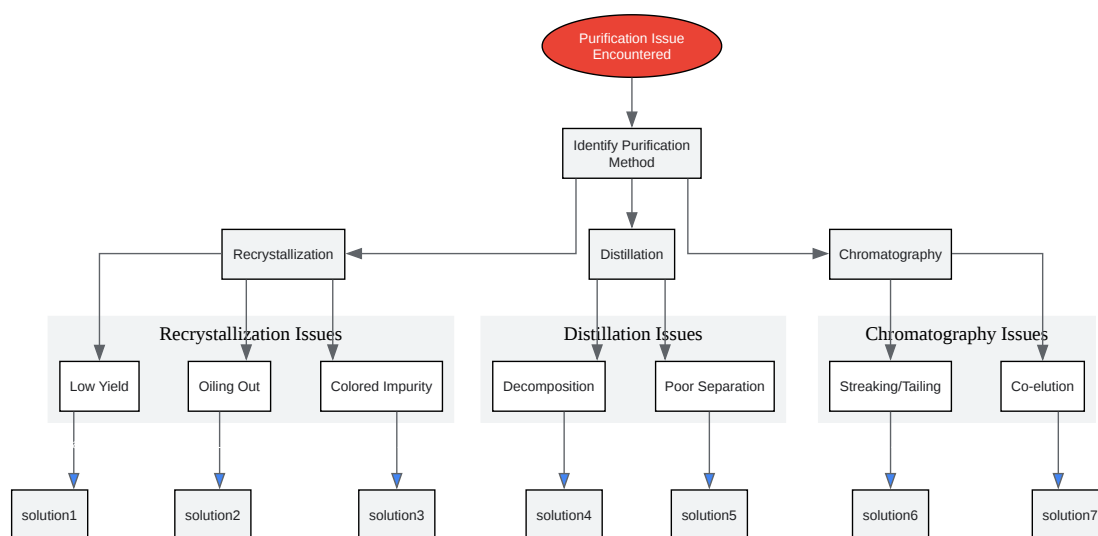 Purification Issue
Encountered
Identify Purification
Method
Recrystallization
Distillation
Chromatography
Recrystallization Issues
Distillation Issues
Chromatography Issues
Low Yield
Oiling Out
Colored Impurity
Decomposition
Poor Separation
Streaking/Tailing
Co-elution
solution1
solution2
solution3
solution4
solution5
solution6
solution7